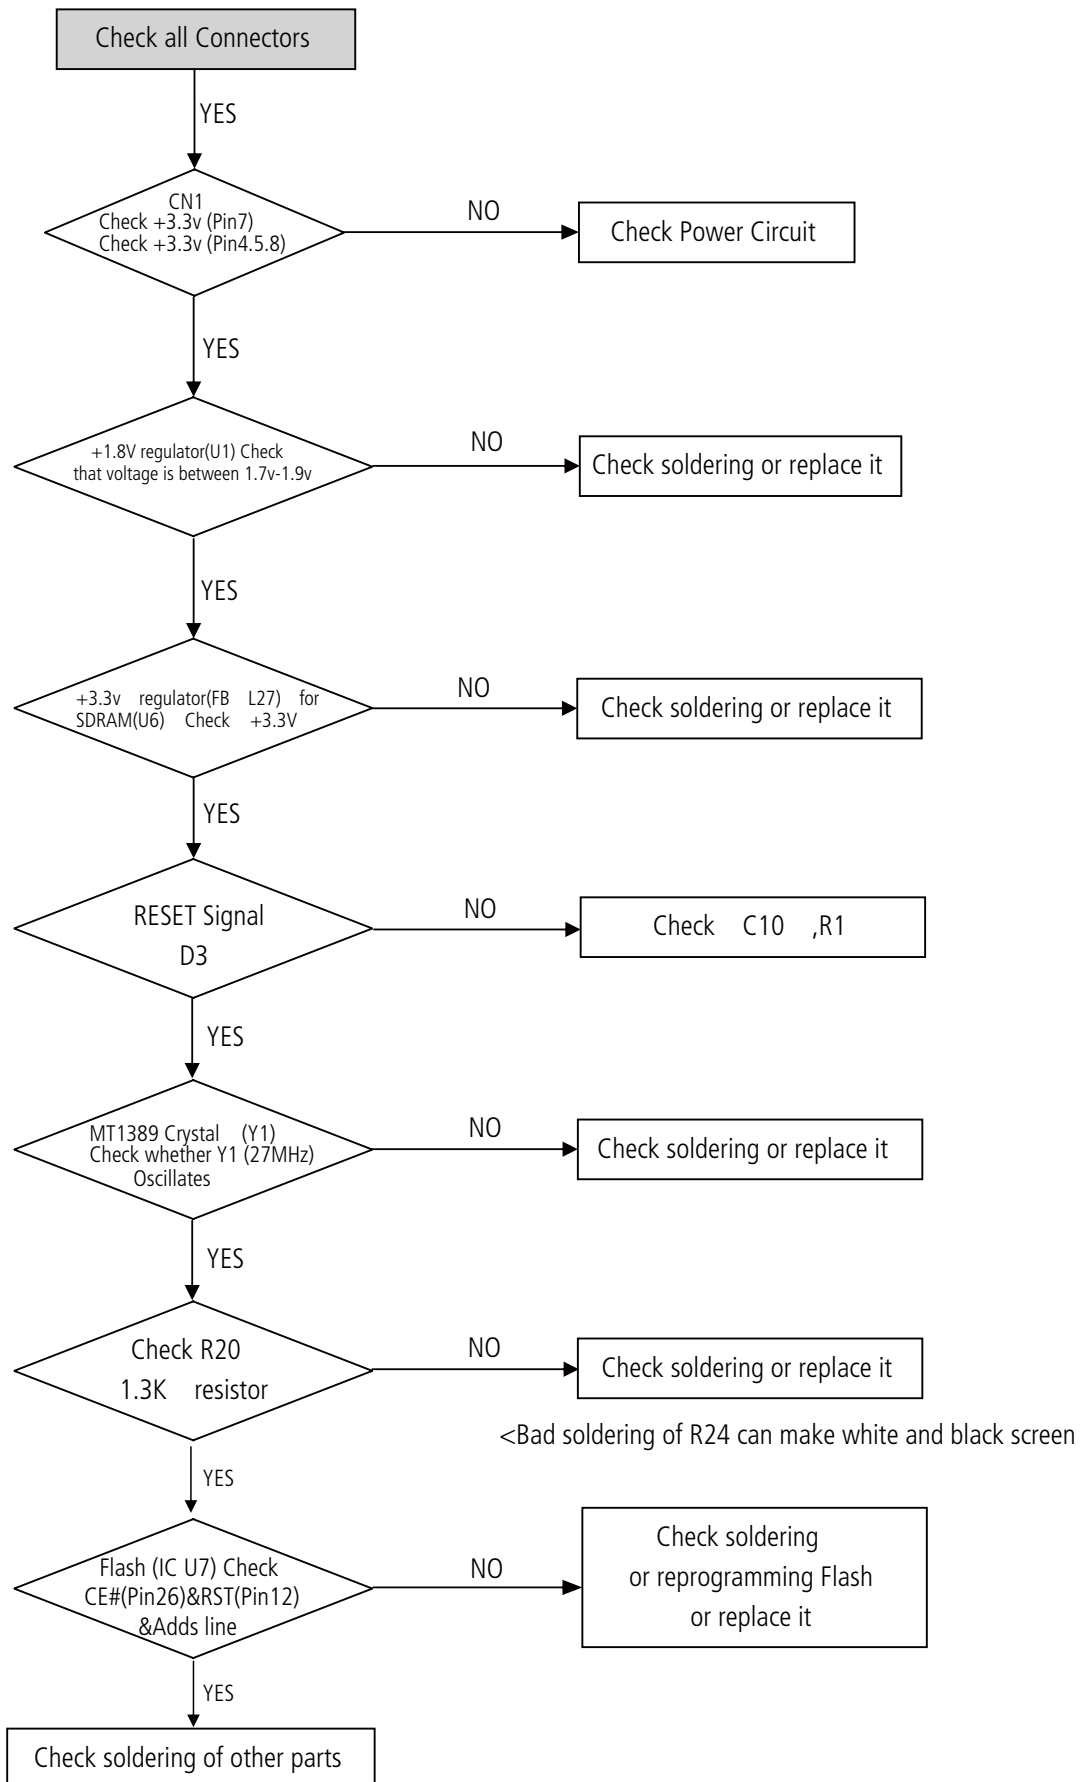 Check all Connectors
YES
CN1
Check +3.3v (Pin7)
Check +3.3v (Pin4.5.8)
NO
Check Power Circuit
YES
+1.8V regulator(U1) Check
that voltage is between 1.7v-1.9v
NO
Check soldering or replace it
YES
+3.3v regulator(FB L27) for
SDRAM(U6) Check +3.3V
NO
Check soldering or replace it
YES
RESET Signal
D3
NO
Check C10 ,R1
YES
MT1389 Crystal (Y1)
Check whether Y1 (27MHz)
Oscillates
NO
Check soldering or replace it
YES
Check R20
1.3K resistor
NO
Check soldering or replace it
<Bad soldering of R24 can make white and black screen
YES
Flash (IC U7) Check
CE#(Pin26)&RST(Pin12)
&Adds line
NO
Check soldering
or reprogramming Flash
or replace it
YES
Check soldering of other parts